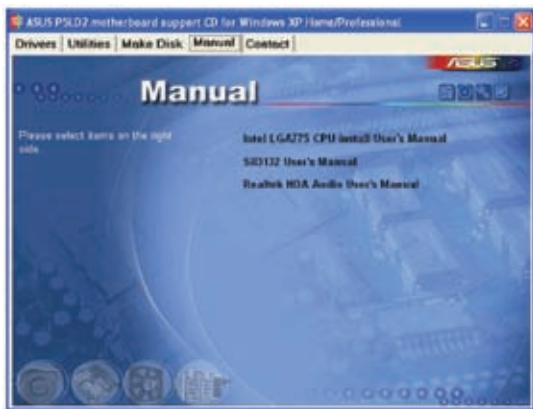 ASUS P5LD2 motherboard support CD for Windows XP Home/Professional
Drivers Utilities Make Disk Manual Contact
ASUS
Manual
Please select items on the right
side.
Intel LGA775 CPU install User's Manual
SiI3132 User's Manual
Realtek HDA Audio User's Manual